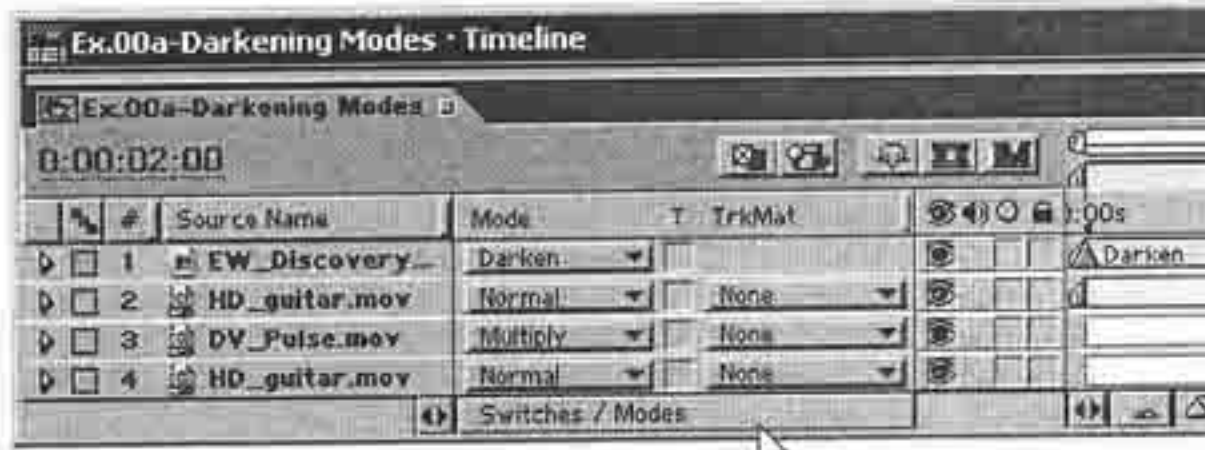 Ex.00a-Darkening Modes • Timeline
Ex.00a-Darkening Modes
0:00:02:00
# Source Name Mode T TrkMat :00s
1 EW_Discovery... Darken Darken
2 HD_guitar.mov Normal None
3 DV_Pulse.mov Multiply None
4 HD_guitar.mov Normal None
Switches / Modes